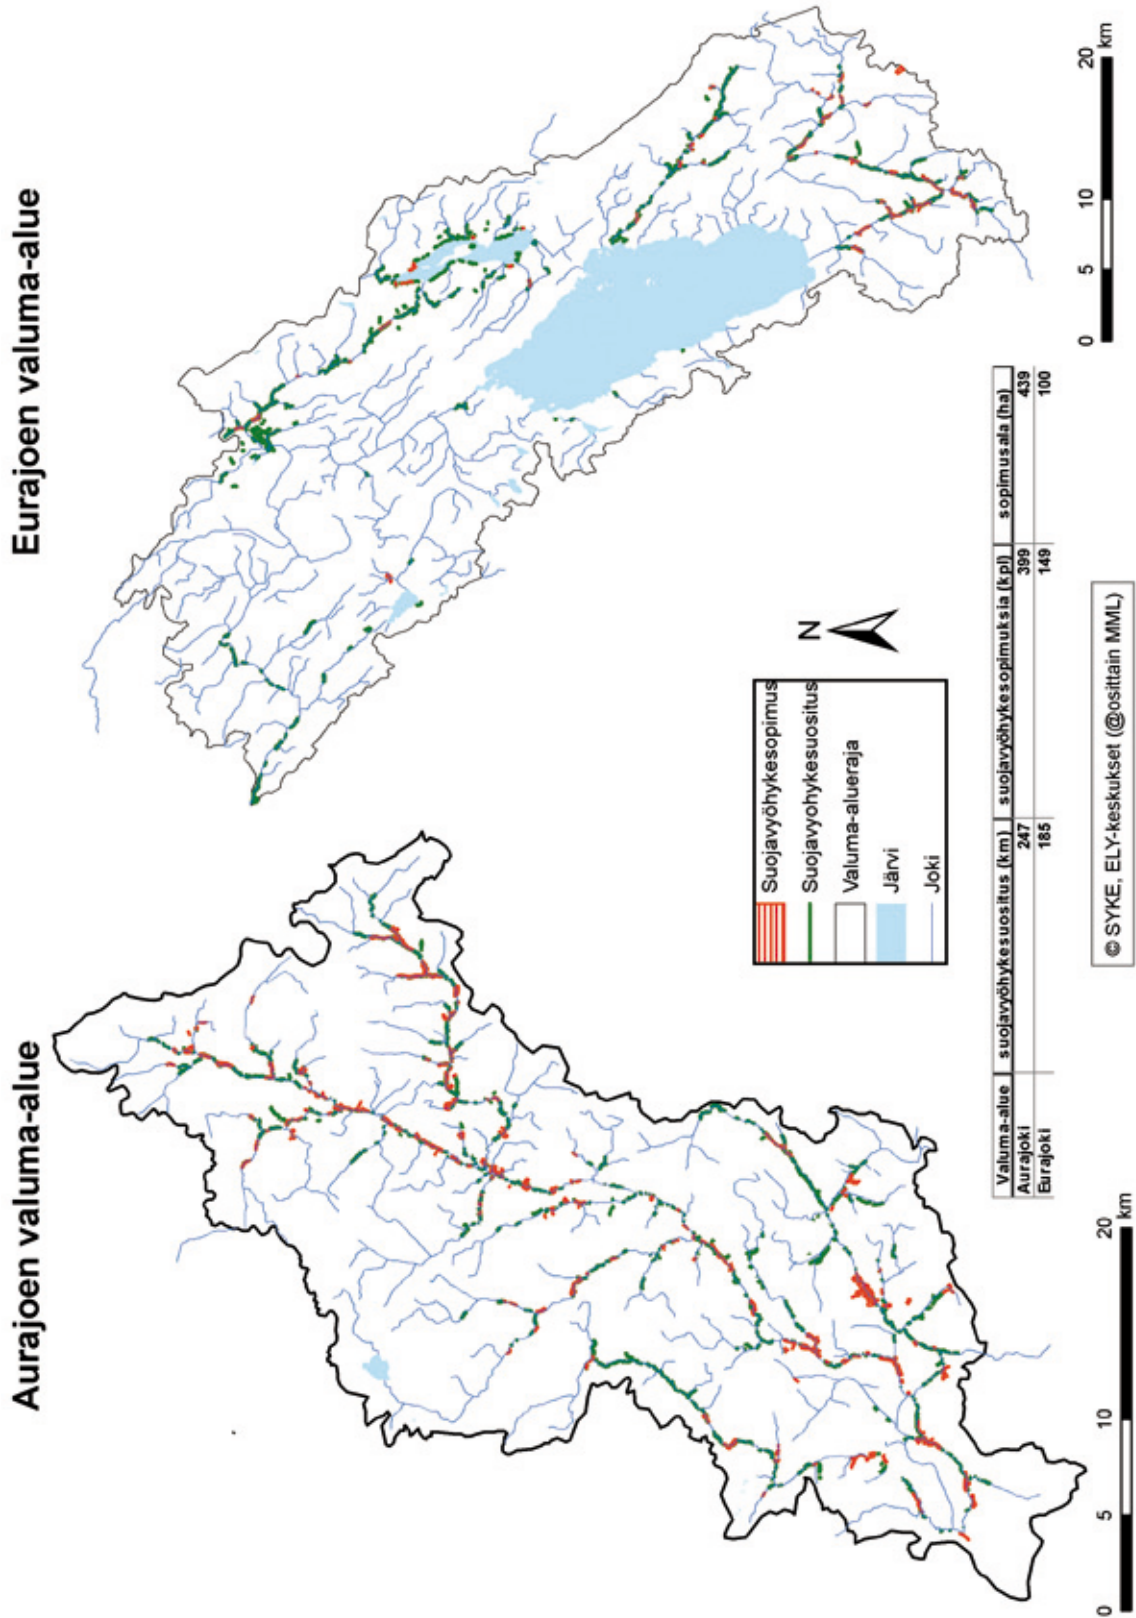 Aurajoen valuma-alue
Eurajoen valuma-alue
Suojavyöhykesopimus
Suojavyohykesuositus
Valuma-alueraja
Järvi
Joki
N
Valuma-alue suojavyöhykesuositus (km) suojavyöhykesopimuksia (kpl) sopimusala (ha)
Aurajoki 247 399 439
Eurajoki 185 149 100
0 5 10 20 km
0 5 10 20 km
© SYKE, ELY-keskukset (@osittain MML)